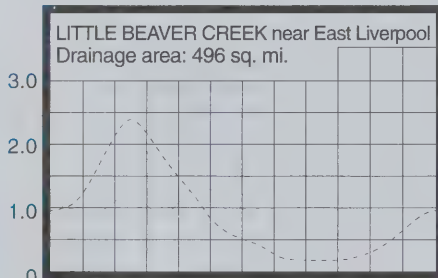 LITTLE BEAVER CREEK near East Liverpool
Drainage area: 496 sq. mi.
3.0
2.0
1.0
0